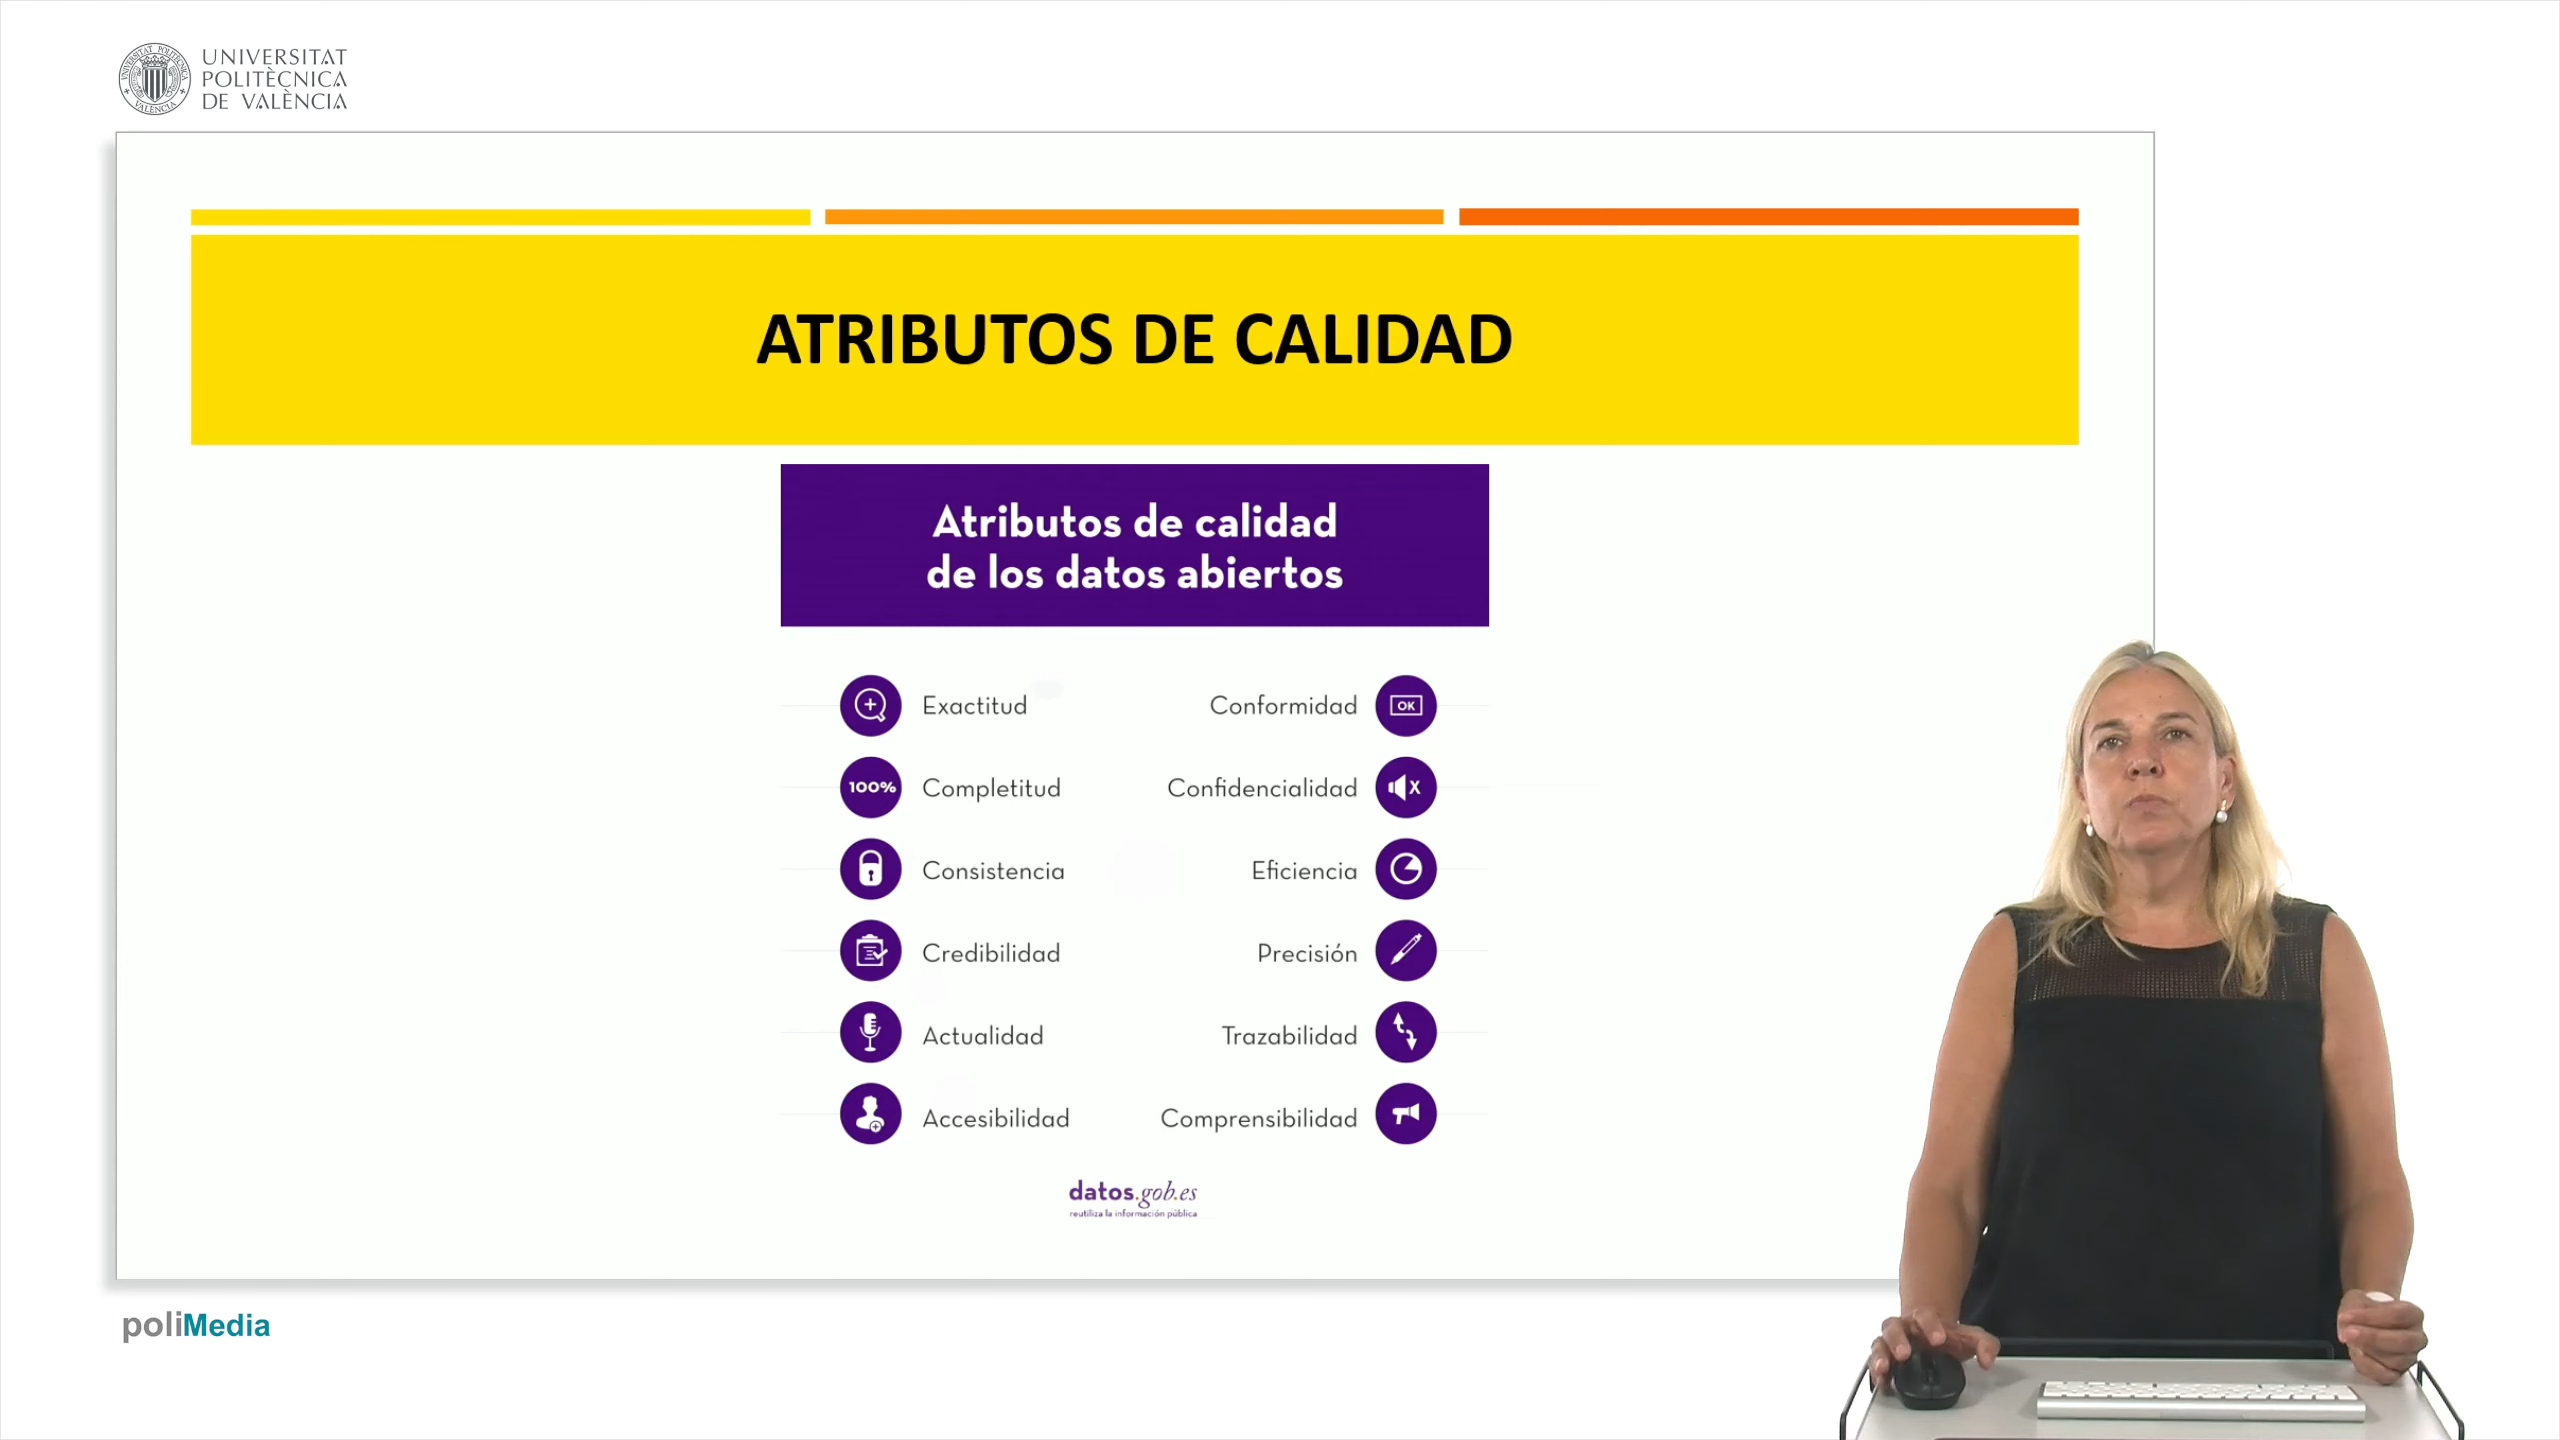 UNIVERSITAT
POLITÈCNICA
DE VALÈNCIA
ATRIBUTOS DE CALIDAD
Atributos de calidad
de los datos abiertos
Exactitud
Conformidad
OK
100%
Completitud
Confidencialidad
Consistencia
Eficiencia
Credibilidad
Precisión
Actualidad
Trazabilidad
Accesibilidad
Comprensibilidad
datos.gob.es
reutiliza la información pública
poliMedia